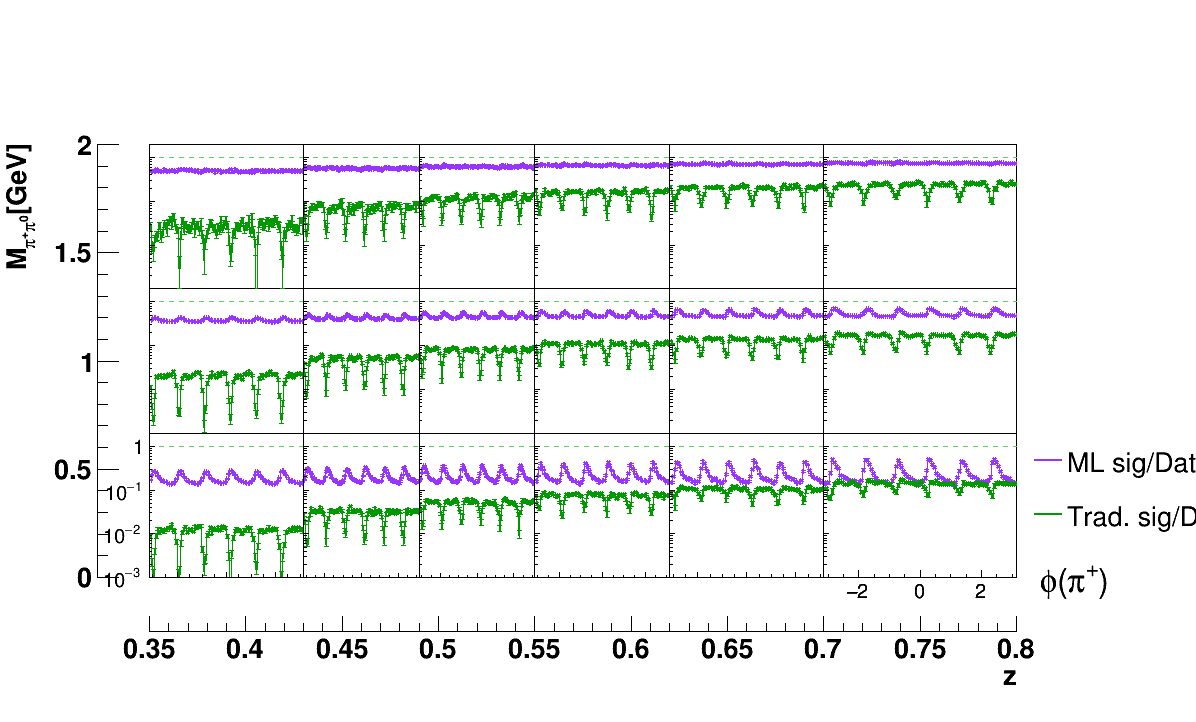 M_{π⁺π⁰}[GeV]
2
1.5
1
0.5
0
1
10⁻¹
10⁻²
10⁻³
ML sig/Dat
Trad. sig/D
−2 0 2
ϕ(π⁺)
0.35 0.4 0.45 0.5 0.55 0.6 0.65 0.7 0.75 0.8
z